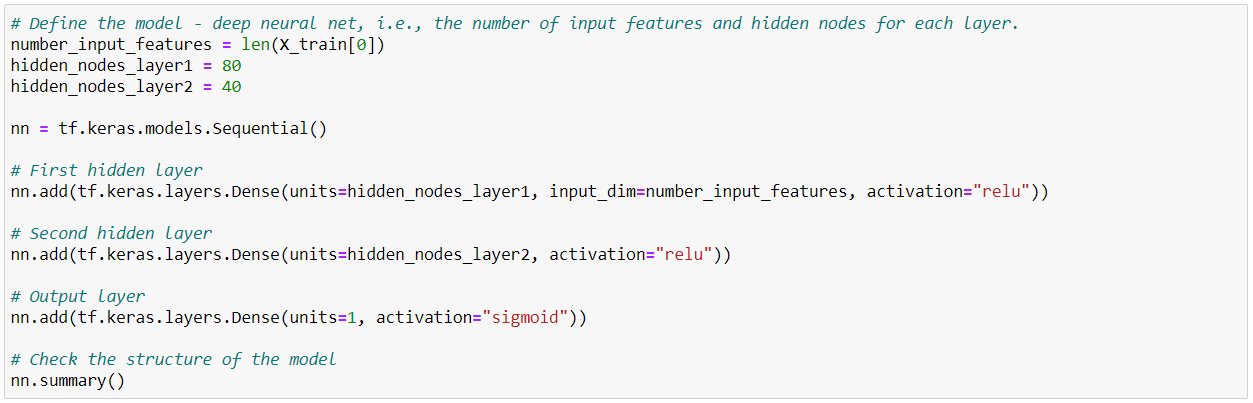 # Define the model - deep neural net, i.e., the number of input features and hidden nodes for each layer.
number_input_features = len(X_train[0])
hidden_nodes_layer1 = 80
hidden_nodes_layer2 = 40
nn = tf.keras.models.Sequential()
# First hidden layer
nn.add(tf.keras.layers.Dense(units=hidden_nodes_layer1, input_dim=number_input_features, activation="relu"))
# Second hidden layer
nn.add(tf.keras.layers.Dense(units=hidden_nodes_layer2, activation="relu"))
# Output layer
nn.add(tf.keras.layers.Dense(units=1, activation="sigmoid"))
# Check the structure of the model
nn.summary()